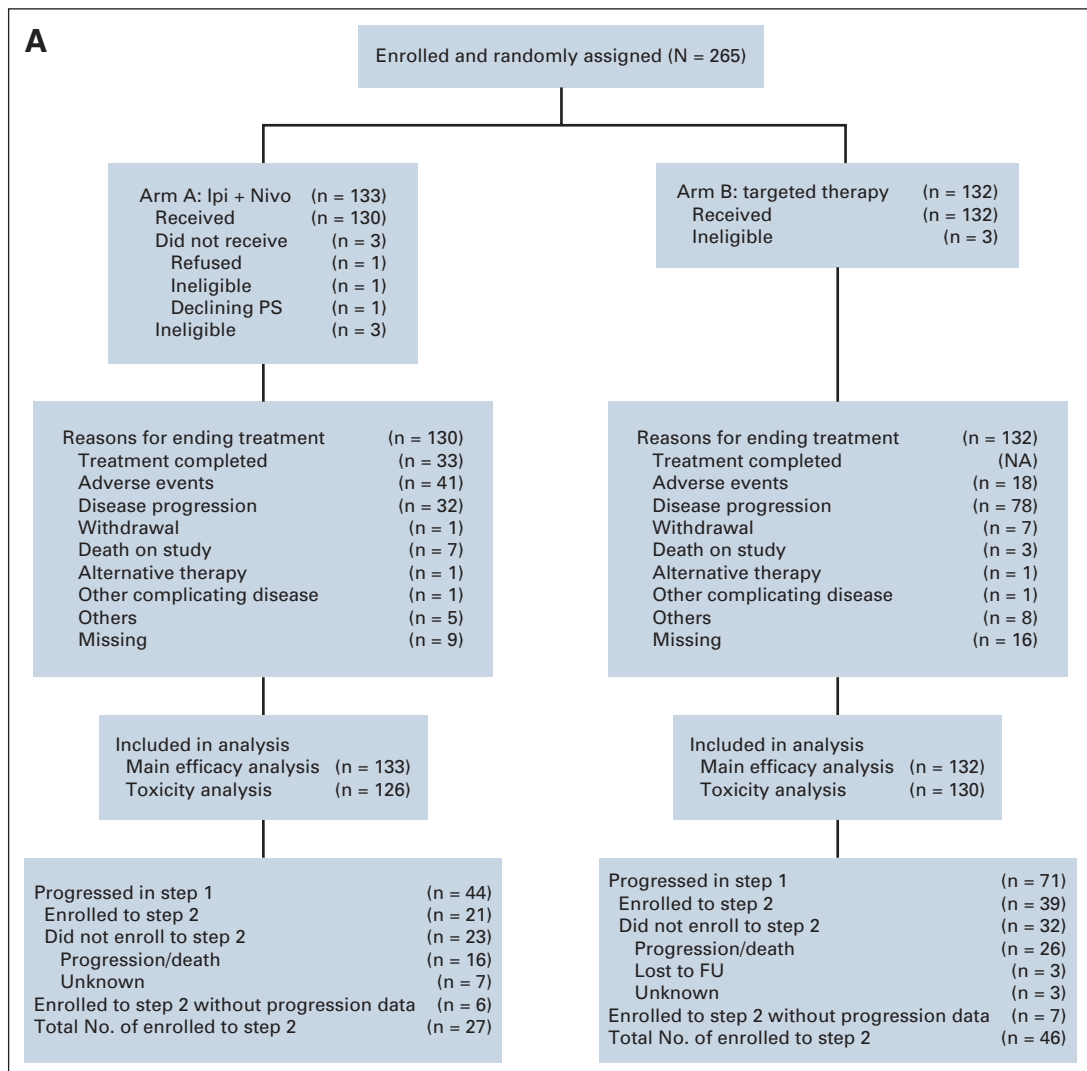 A
Enrolled and randomly assigned (N = 265)
Arm A: Ipi + Nivo (n = 133)
Received (n = 130)
Did not receive (n = 3)
Refused (n = 1)
Ineligible (n = 1)
Declining PS (n = 1)
Ineligible (n = 3)
Arm B: targeted therapy (n = 132)
Received (n = 132)
Ineligible (n = 3)
Reasons for ending treatment (n = 130)
Treatment completed (n = 33)
Adverse events (n = 41)
Disease progression (n = 32)
Withdrawal (n = 1)
Death on study (n = 7)
Alternative therapy (n = 1)
Other complicating disease (n = 1)
Others (n = 5)
Missing (n = 9)
Reasons for ending treatment (n = 132)
Treatment completed (NA)
Adverse events (n = 18)
Disease progression (n = 78)
Withdrawal (n = 7)
Death on study (n = 3)
Alternative therapy (n = 1)
Other complicating disease (n = 1)
Others (n = 8)
Missing (n = 16)
Included in analysis
Main efficacy analysis (n = 133)
Toxicity analysis (n = 126)
Included in analysis
Main efficacy analysis (n = 132)
Toxicity analysis (n = 130)
Progressed in step 1 (n = 44)
Enrolled to step 2 (n = 21)
Did not enroll to step 2 (n = 23)
Progression/death (n = 16)
Unknown (n = 7)
Enrolled to step 2 without progression data (n = 6)
Total No. of enrolled to step 2 (n = 27)
Progressed in step 1 (n = 71)
Enrolled to step 2 (n = 39)
Did not enroll to step 2 (n = 32)
Progression/death (n = 26)
Lost to FU (n = 3)
Unknown (n = 3)
Enrolled to step 2 without progression data (n = 7)
Total No. of enrolled to step 2 (n = 46)